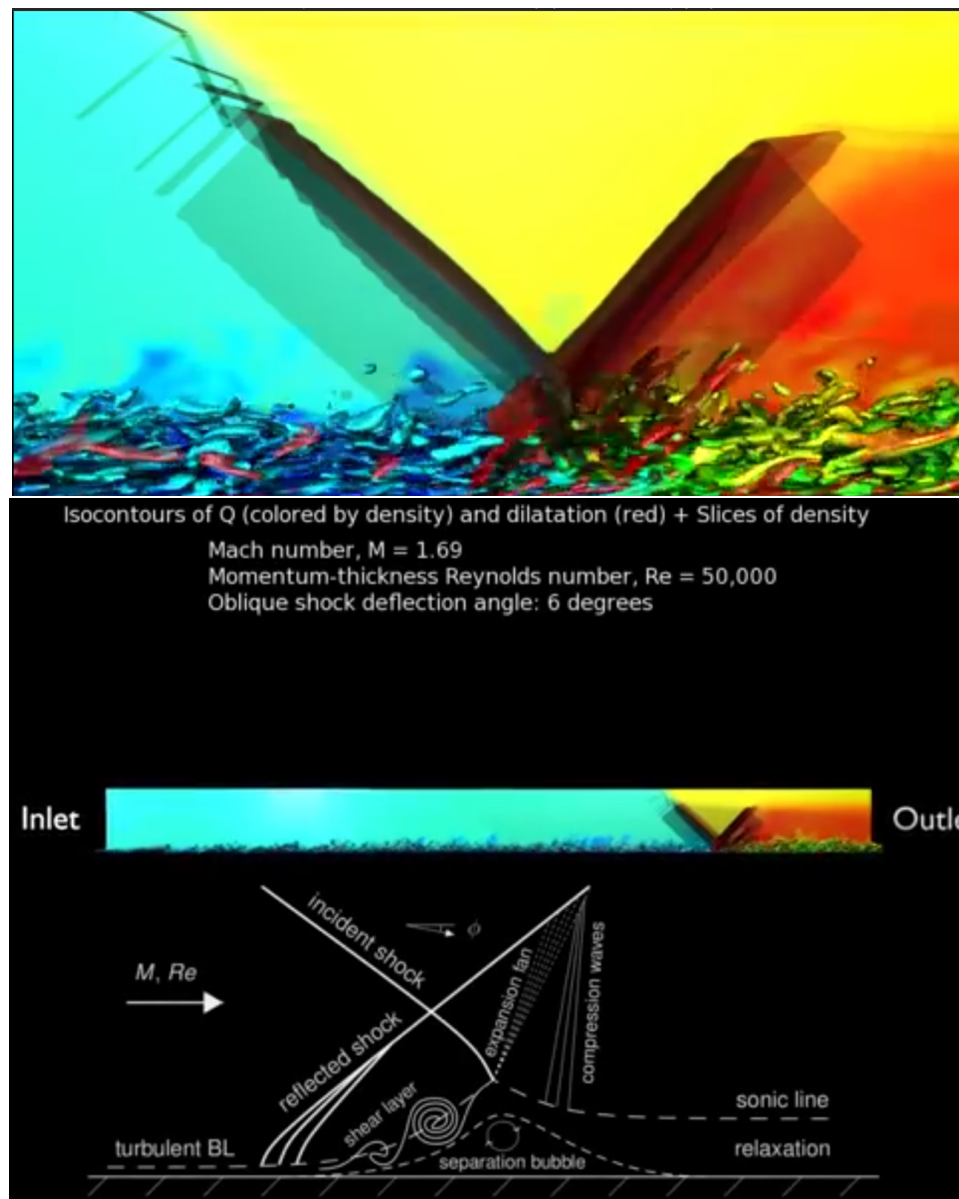 Isocontours of Q (colored by density) and dilatation (red) + Slices of density
Mach number, M = 1.69
Momentum-thickness Reynolds number, Re = 50,000
Oblique shock deflection angle: 6 degrees
Inlet
Outle
incident shock
ϕ
M, Re
expansion fan
compression waves
reflected shock
shear layer
sonic line
turbulent BL
separation bubble
relaxation